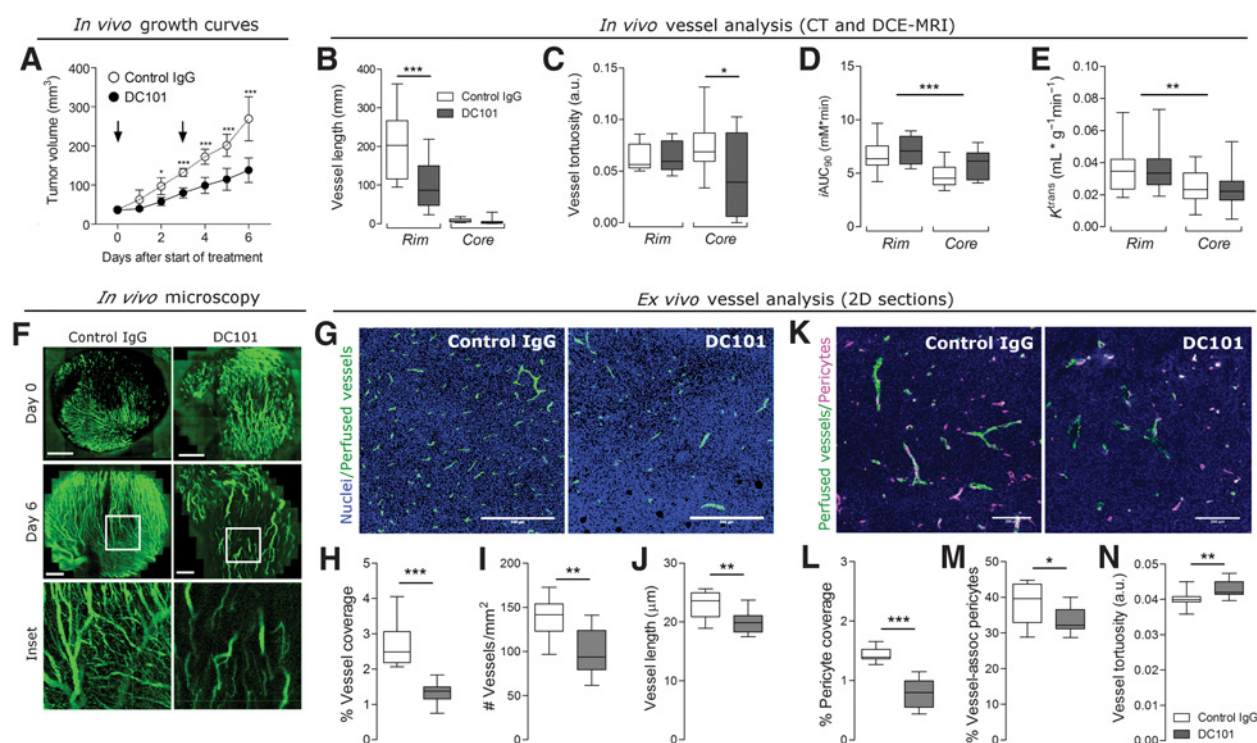 In vivo growth curves
In vivo vessel analysis (CT and DCE-MRI)
A
Tumor volume (mm³)
400
300
200
100
0
Control IgG
DC101
*
***
***
***
***
0 2 4 6
Days after start of treatment
B
Vessel length (mm)
400
300
200
100
0
***
Control IgG
DC101
Rim Core
C
Vessel tortuosity (a.u.)
0.15
0.10
0.05
0.00
*
Rim Core
D
iAUC₉₀ (mM*min)
15
10
5
0
***
Rim Core
E
Kᵗʳᵃⁿˢ
(mL * g⁻¹min⁻¹)
0.10
0.08
0.06
0.04
0.02
0.00
**
Rim Core
In vivo microscopy
Ex vivo vessel analysis (2D sections)
F
Control IgG DC101
Day 0
Day 6
Inset
G
Nuclei/Perfused vessels
Control IgG
DC101
K
Perfused vessels/Pericytes
Control IgG
DC101
H
% Vessel coverage
5
4
3
2
1
0
***
I
# Vessels/mm²
200
150
100
50
0
**
J
Vessel length (µm)
30
20
10
0
**
L
% Pericyte coverage
2
1
0
***
M
% Vessel-assoc pericytes
50
40
30
20
10
0
*
N
Vessel tortuosity (a.u.)
0.05
0.04
0.03
0.02
0.01
0.00
**
Control IgG
DC101